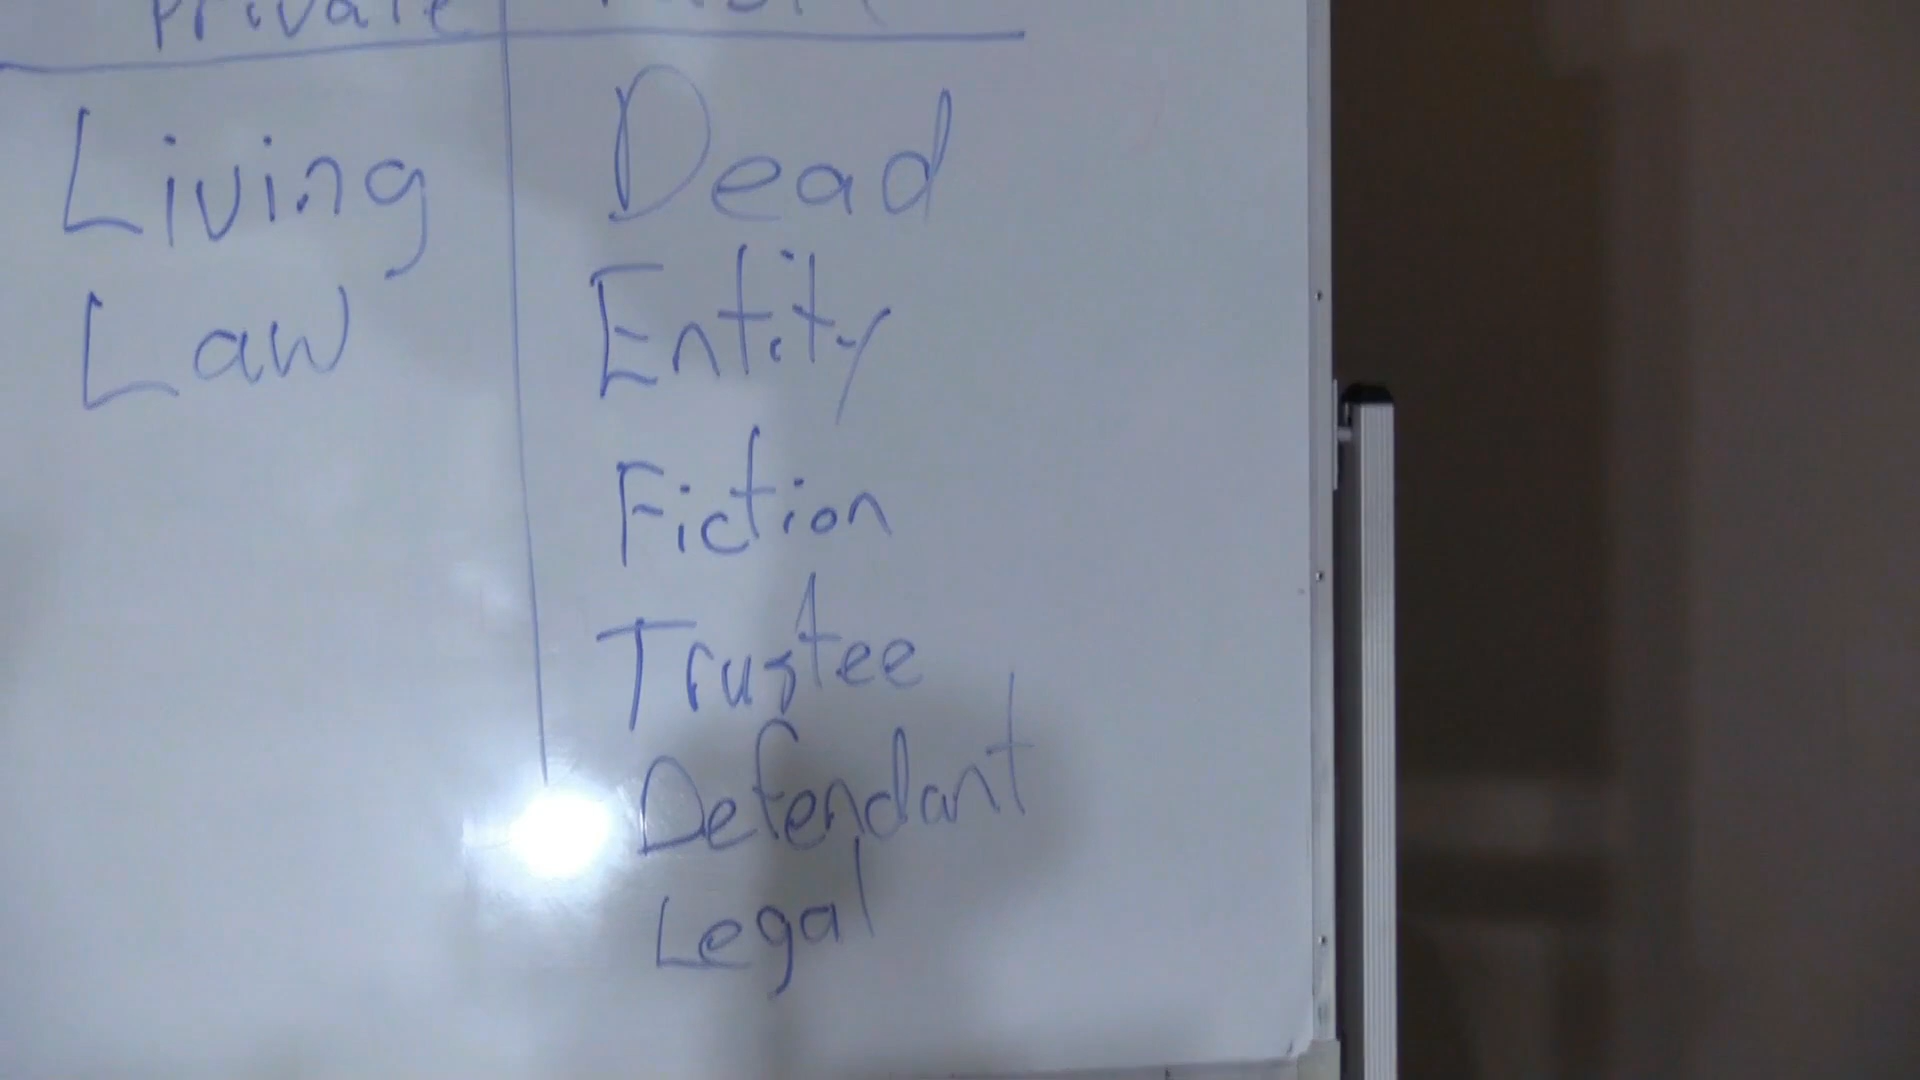 Private
Living
Law
Dead
Entity
Fiction
Trustee
Defendant
Legal